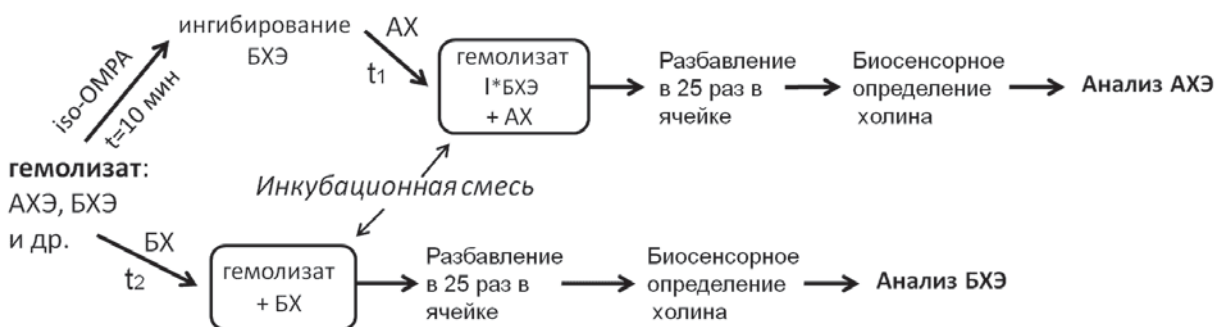 ингибирование
БХЭ
iso-OMPA
t=10 мин
АХ
t1
гемолизат
I*БХЭ
+ АХ
Разбавление
в 25 раз в
ячейке
Биосенсорное
определение
холина
Анализ АХЭ
гемолизат:
АХЭ, БХЭ
и др.
Инкубационная смесь
БХ
t2
гемолизат
+ БХ
Разбавление
в 25 раз в
ячейке
Биосенсорное
определение
холина
Анализ БХЭ